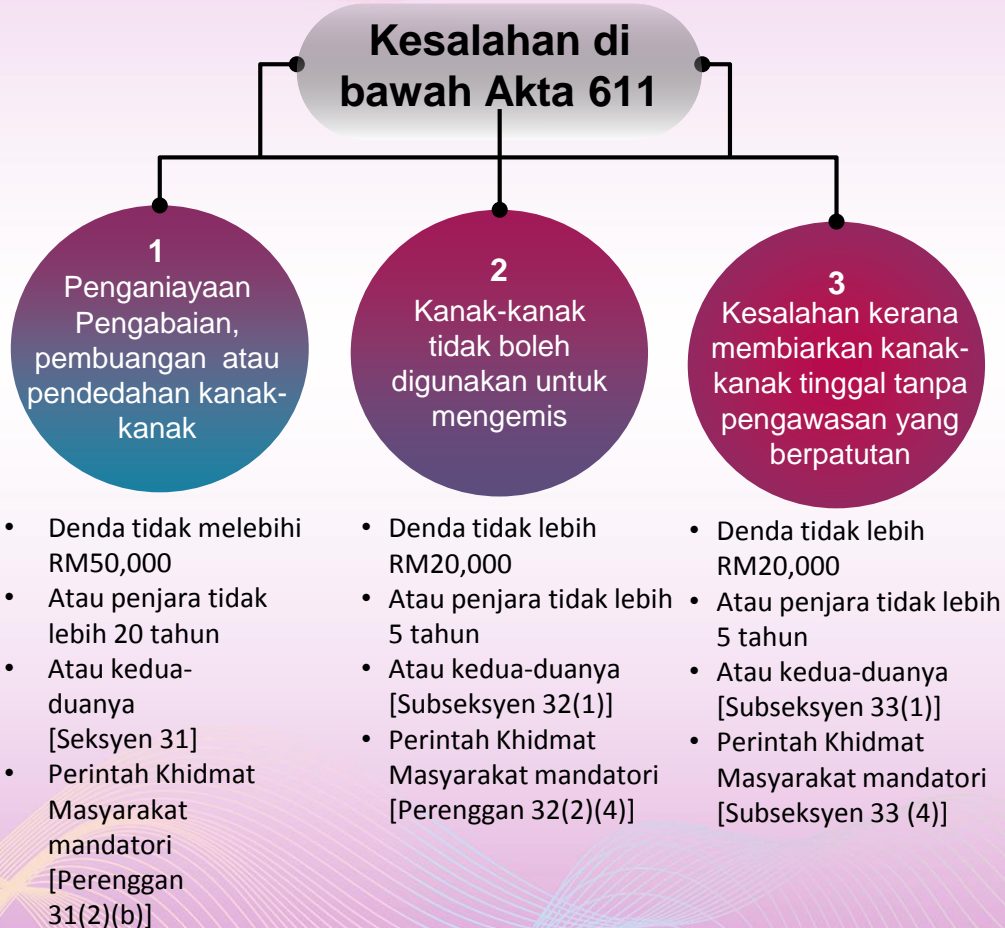 Kesalahan di
bawah Akta 611
1
Penganiayaan
Pengabaian,
pembuangan atau
pendedahan kanak-
kanak
• Denda tidak melebihi
RM50,000
• Atau penjara tidak
lebih 20 tahun
• Atau kedua-
duanya
[Seksyen 31]
• Perintah Khidmat
Masyarakat
mandatori
[Perenggan
31(2)(b)]
2
Kanak-kanak
tidak boleh
digunakan untuk
mengemis
• Denda tidak lebih
RM20,000
• Atau penjara tidak lebih
5 tahun
• Atau kedua-duanya
[Subseksyen 32(1)]
• Perintah Khidmat
Masyarakat mandatori
[Perenggan 32(2)(4)]
3
Kesalahan kerana
membiarkan kanak-
kanak tinggal tanpa
pengawasan yang
berpatutan
• Denda tidak lebih
RM20,000
• Atau penjara tidak lebih
5 tahun
• Atau kedua-duanya
[Subseksyen 33(1)]
• Perintah Khidmat
Masyarakat mandatori
[Subseksyen 33 (4)]